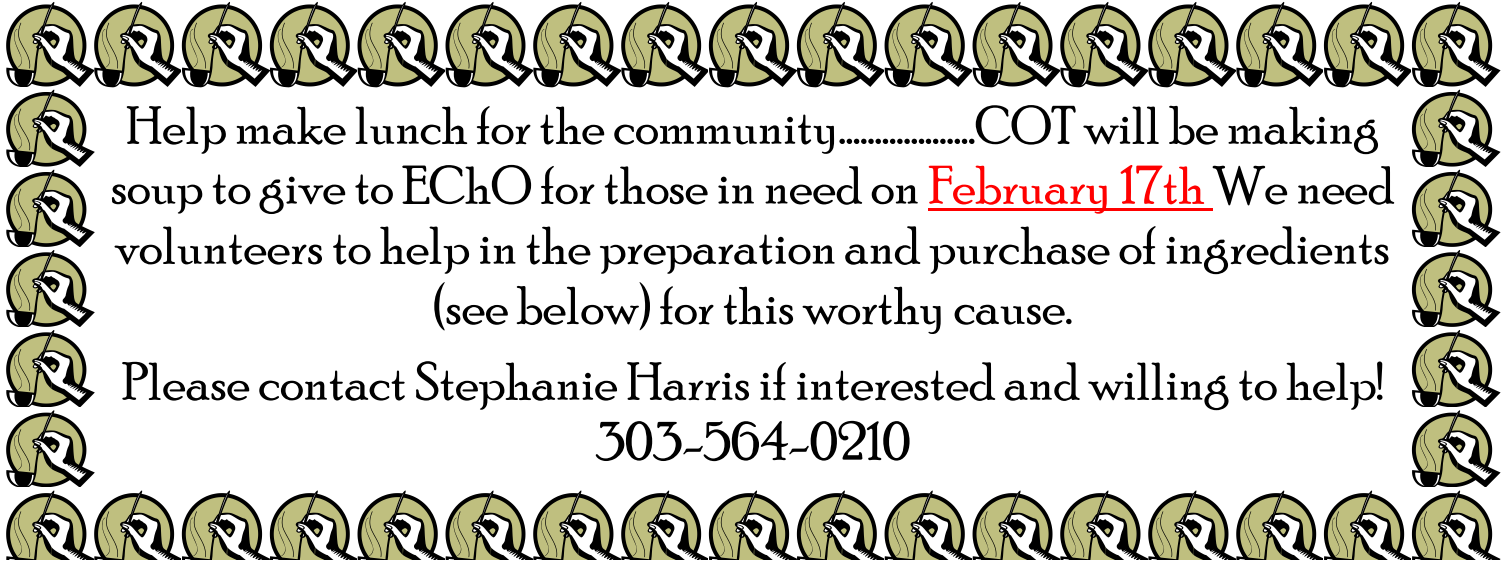 Help make lunch for the community...................COT will be making
soup to give to EChO for those in need on February 17th We need
volunteers to help in the preparation and purchase of ingredients
(see below) for this worthy cause.
Please contact Stephanie Harris if interested and willing to help!
303-564-0210